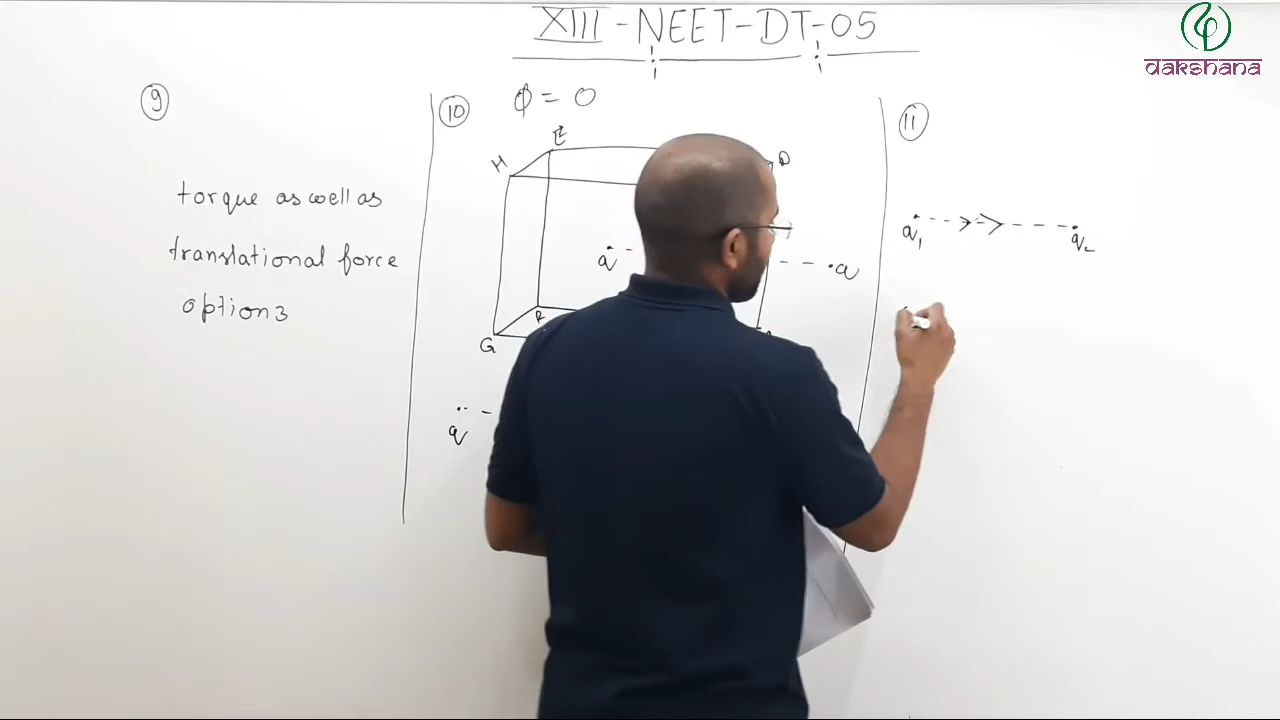 XIII-NEET-DT-05
dakshana
9
torque as well as
translational force
option 3
10
φ = 0
E
H
D
q
q
G
q
11
q1
q2